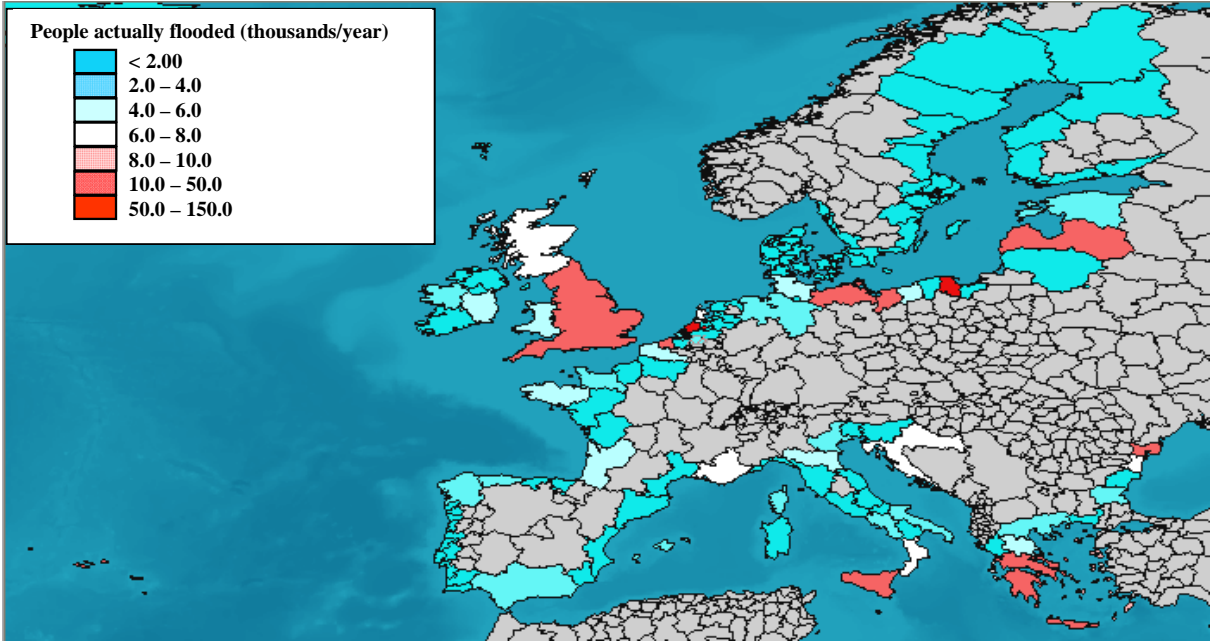 People actually flooded (thousands/year)
< 2.00
2.0 – 4.0
4.0 – 6.0
6.0 – 8.0
8.0 – 10.0
10.0 – 50.0
50.0 – 150.0